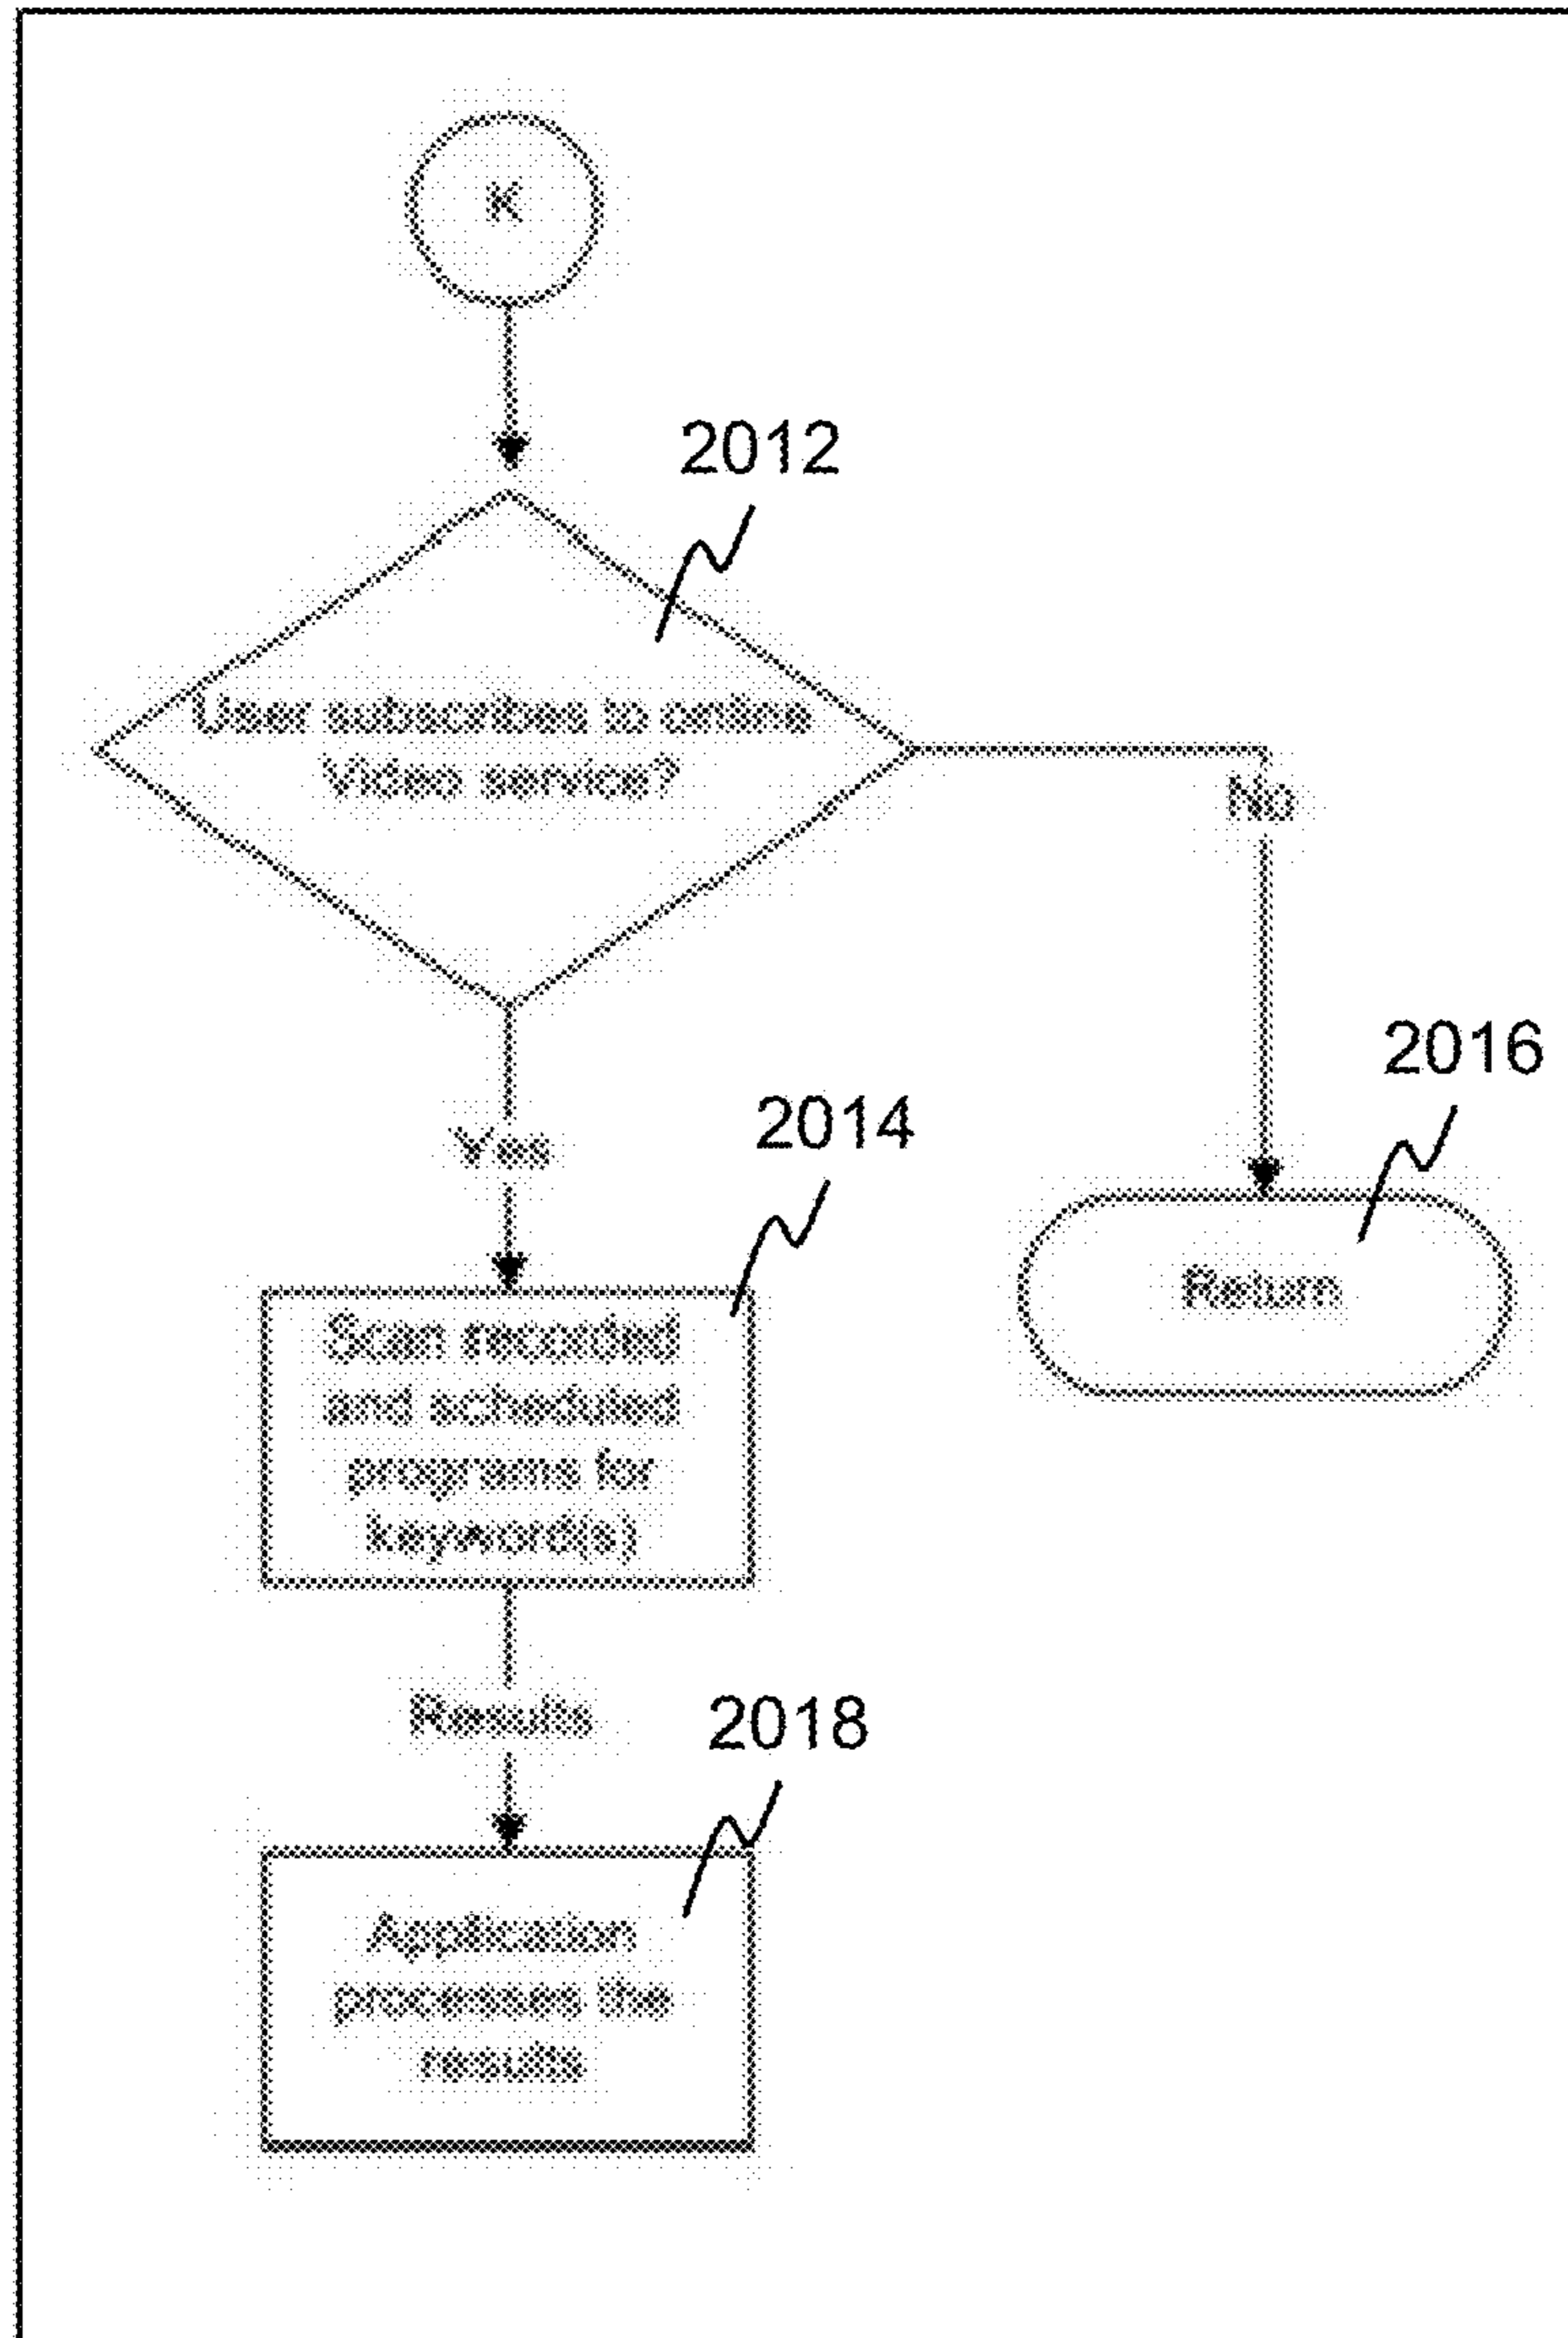 K
2012
User subscribes to online
Video service?
No
2016
2014
Yes
Return
Scan recorded
and scheduled
programs for
keyword(s)
Results
2018
Application
processes the
results